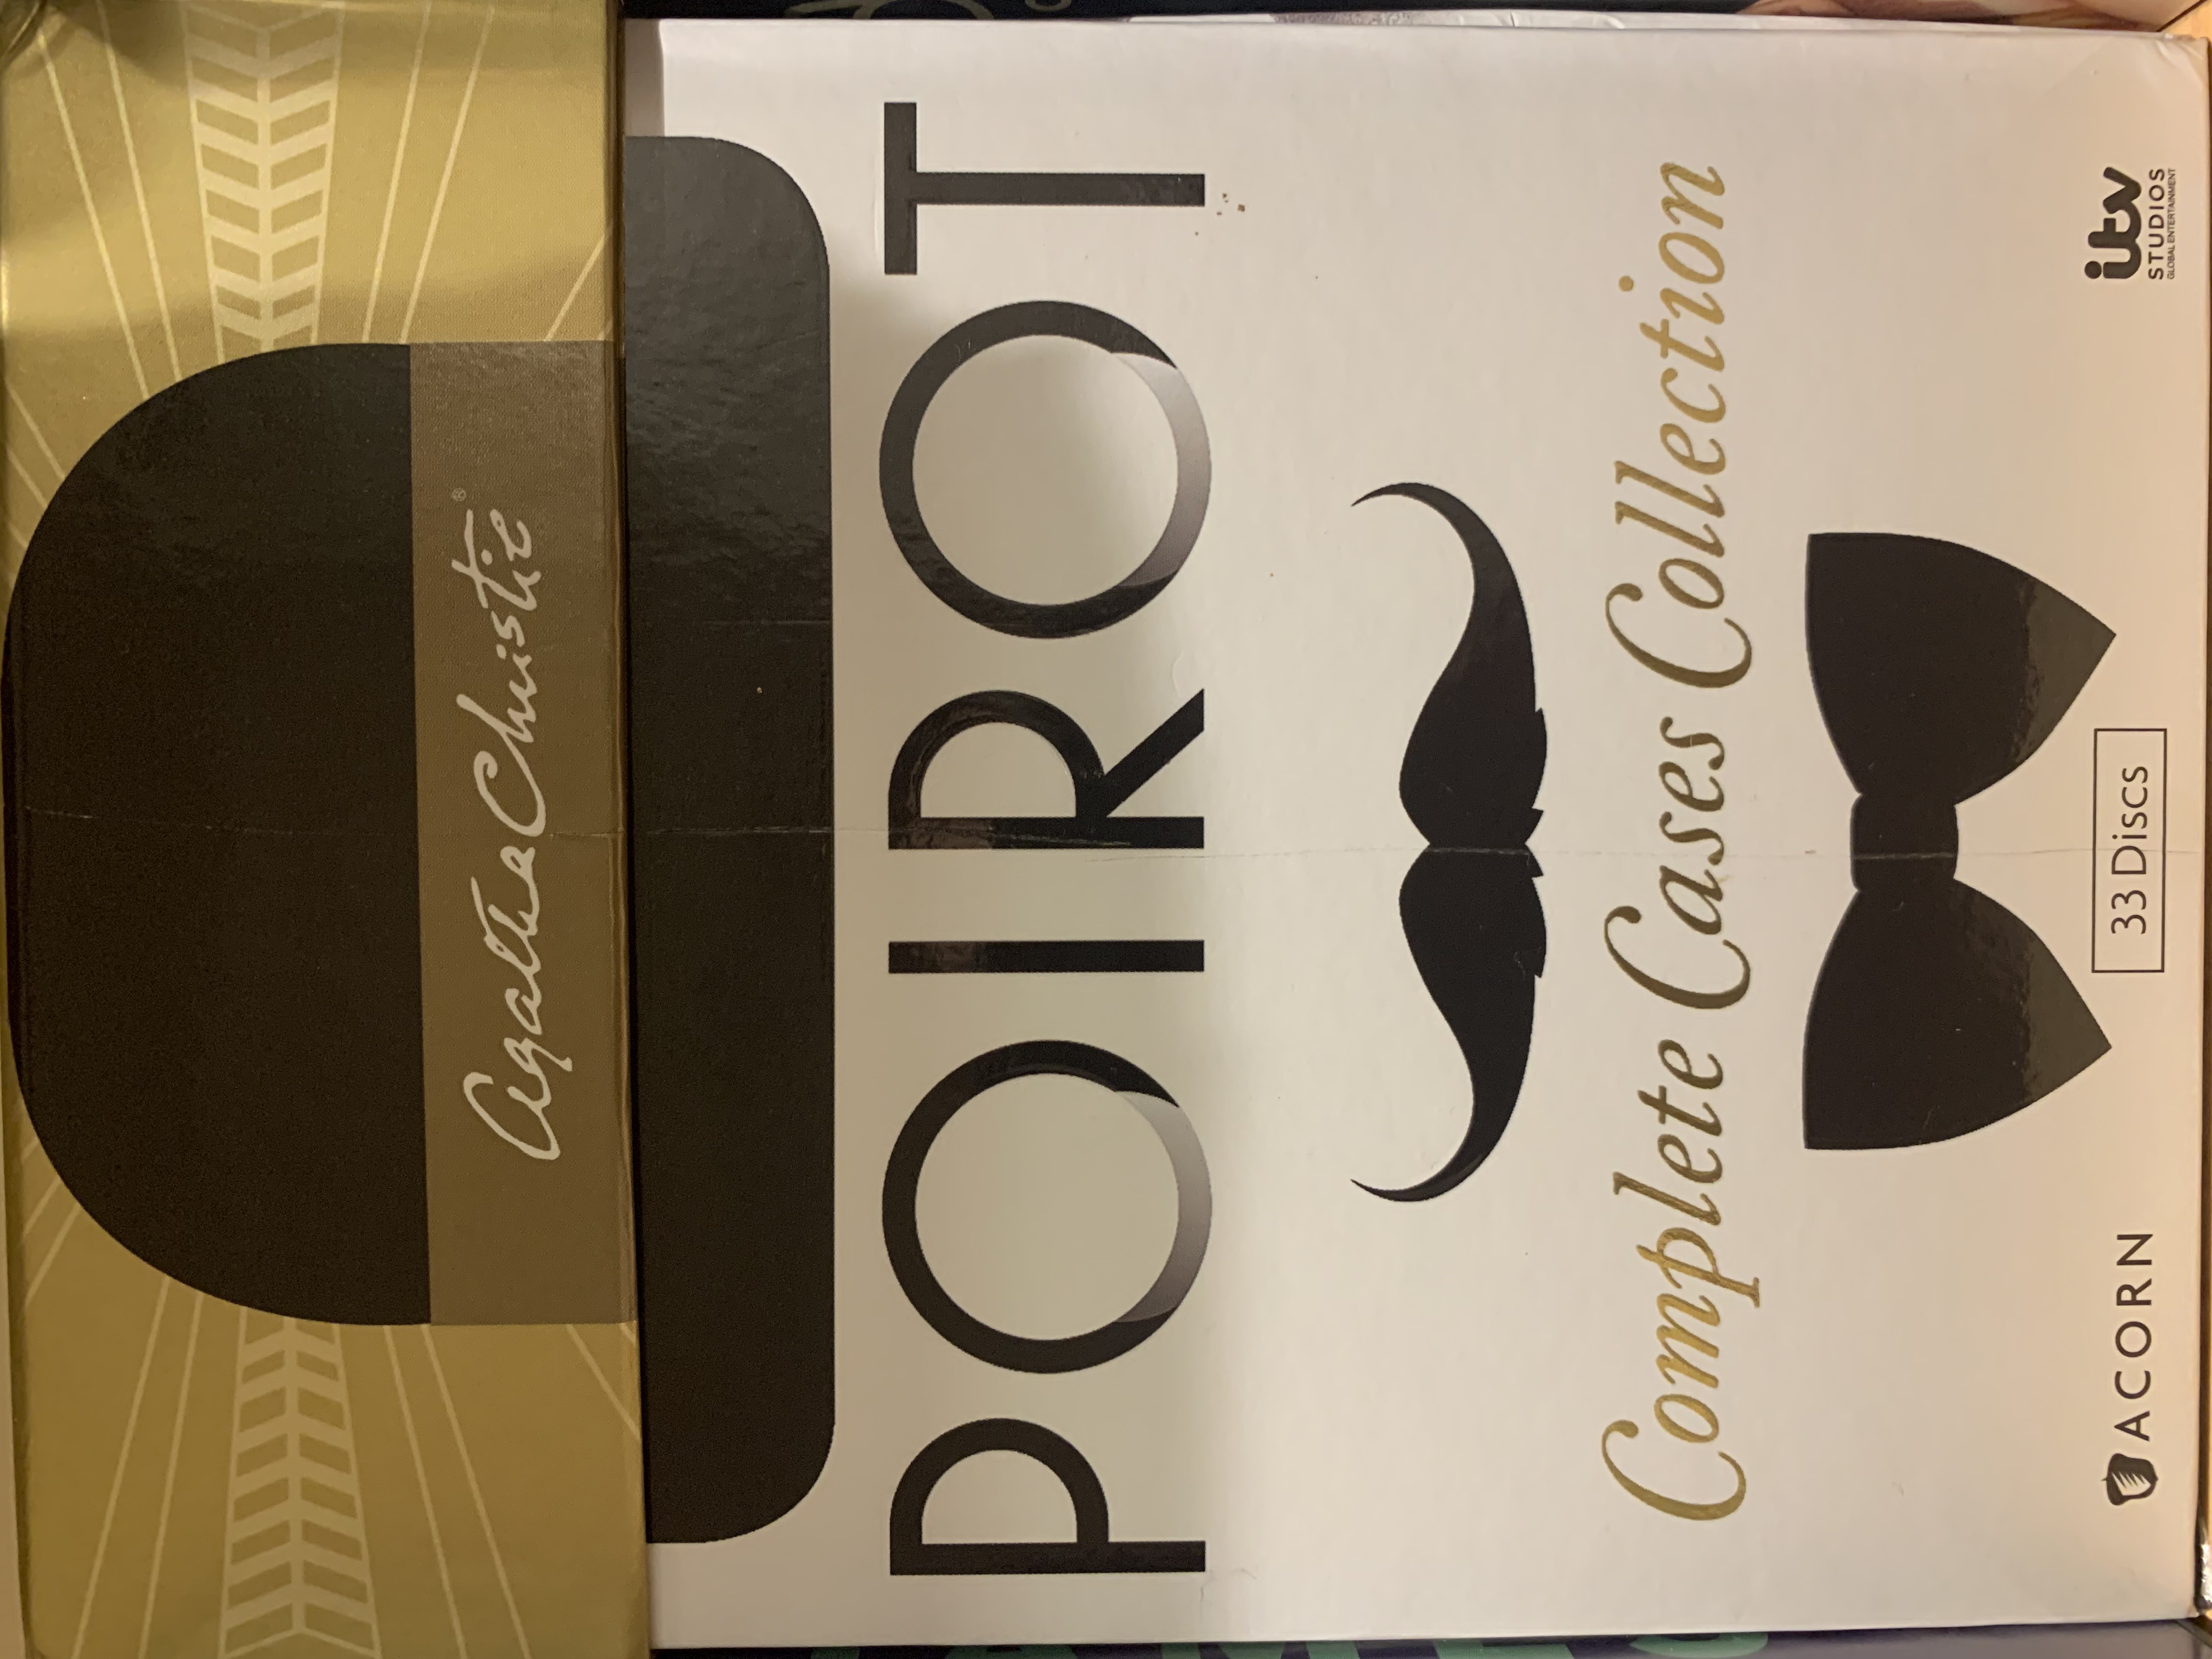 Agatha Christie®
POIROT
Complete Cases Collection
33 Discs
ACORN
itv
STUDIOS
GLOBAL ENTERTAINMENT